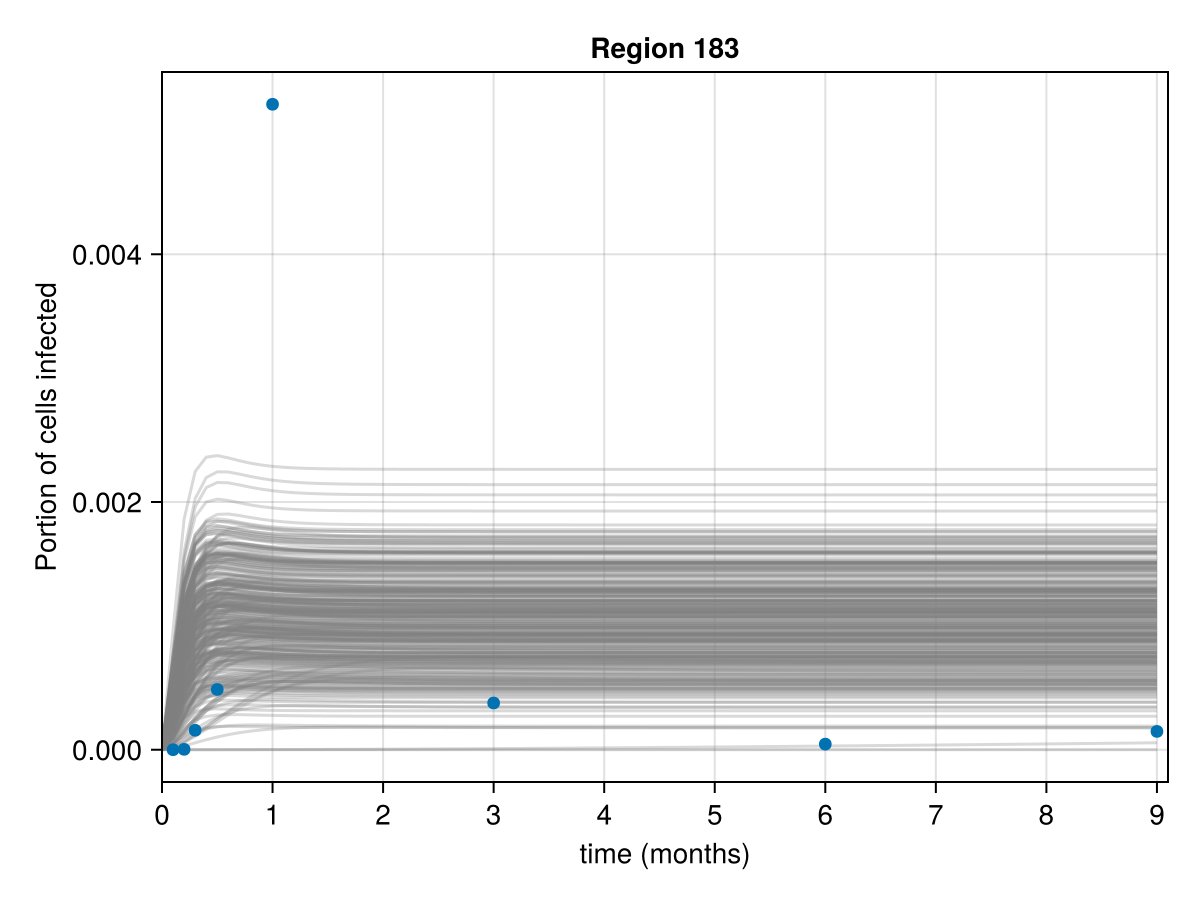 Region 183
Portion of cells infected
0.004
0.002
0.000
0 1 2 3 4 5 6 7 8 9
time (months)